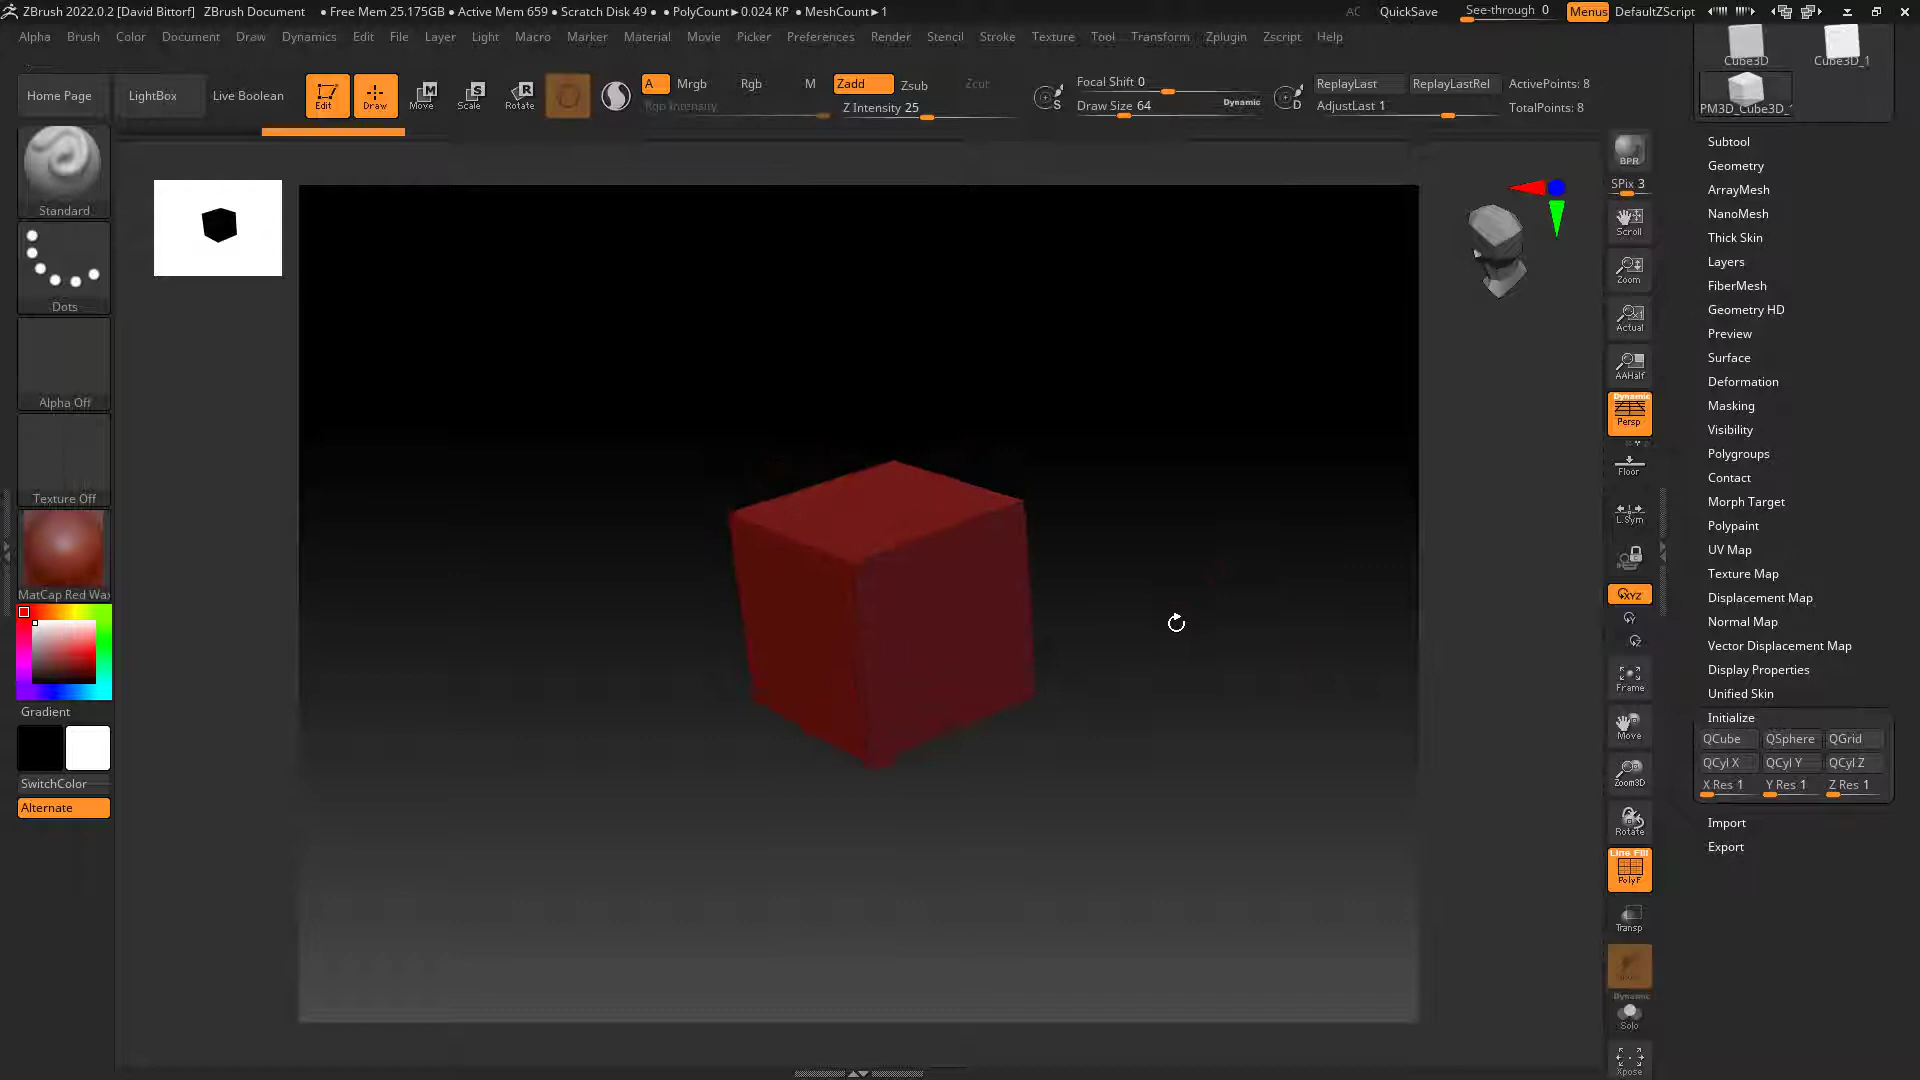 ZBrush 2022.0.2 [David Bittorf] ZBrush Document • Free Mem 25.175GB • Active Mem 659 • Scratch Disk 49 • PolyCount►0.024 KP • MeshCount►1 AC QuickSave See-through 0 Menus DefaultZScript
Alpha Brush Color Document Draw Dynamics Edit File Layer Light Macro Marker Material Movie Picker Preferences Render Stencil Stroke Texture Tool Transform Zplugin Zscript Help
Home Page LightBox Live Boolean Edit Draw Move Scale Rotate
A Mrgb Rgb M Zadd Zsub Zcut
Rgb Intensity Z Intensity 25
S Focal Shift 0
Draw Size 64 Dynamic
D ReplayLast ReplayLastRel ActivePoints: 8
AdjustLast 1 TotalPoints: 8
Standard
Dots
Alpha Off
Texture Off
MatCap Red Wax
Gradient
SwitchColor
Alternate
BPR
SPix 3
Scroll
Zoom
Actual
AAHalf
Dynamic
Persp
Floor
L.Sym
XYZ
Y
Z
Frame
Move
Zoom3D
Rotate
Line Fill
PolyF
Transp
Dynamic
Solo
Xpose
Cube3D Cube3D_1
PM3D_Cube3D_1
Subtool
Geometry
ArrayMesh
NanoMesh
Thick Skin
Layers
FiberMesh
Geometry HD
Preview
Surface
Deformation
Masking
Visibility
Polygroups
Contact
Morph Target
Polypaint
UV Map
Texture Map
Displacement Map
Normal Map
Vector Displacement Map
Display Properties
Unified Skin
Initialize
QCube QSphere QGrid
QCyl X QCyl Y QCyl Z
X Res 1 Y Res 1 Z Res 1
Import
Export